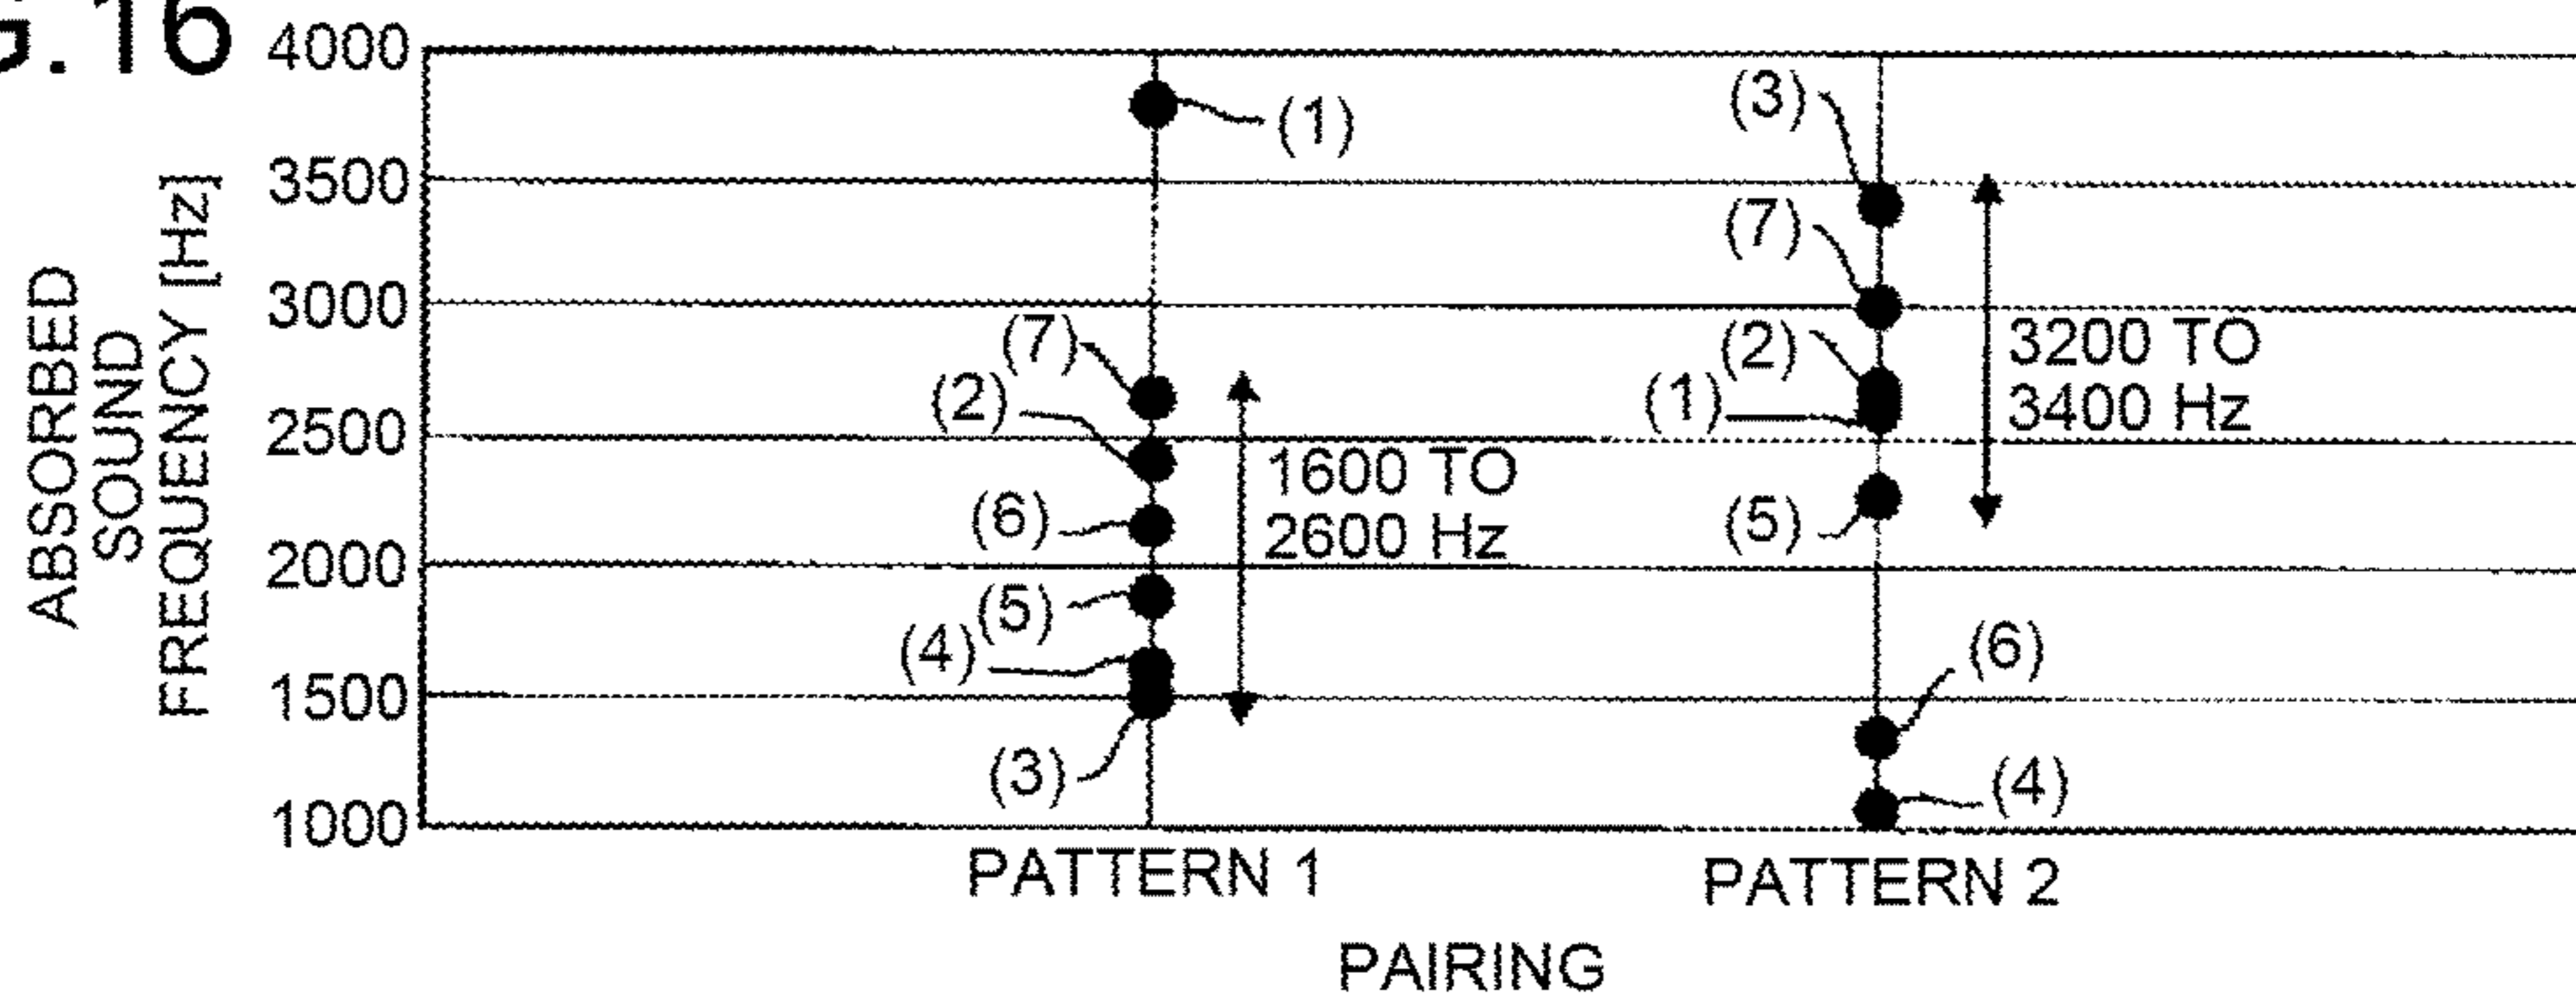 G.16
ABSORBED
SOUND
FREQUENCY [Hz]
4000
3500
3000
2500
2000
1500
1000
(1)
(7)
(2)
(6)
(5)
(4)
(3)
1600 TO
2600 Hz
PATTERN 1
(3)
(7)
(2)
(1)
(5)
(6)
(4)
3200 TO
3400 Hz
PATTERN 2
PAIRING